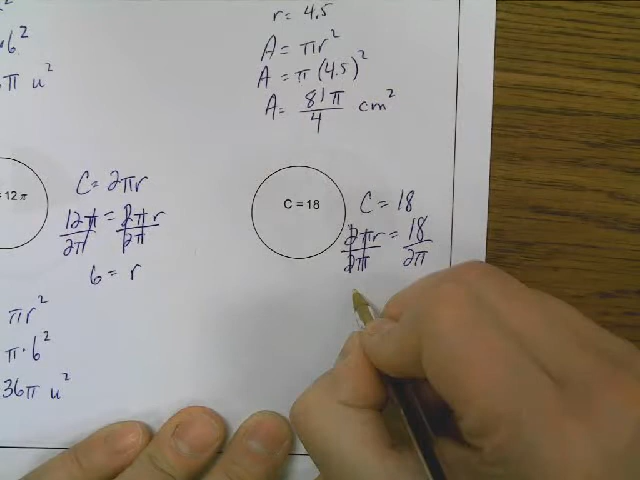 6²
π u²
r = 4.5
A = πr²
A = π(4.5)²
A = 81π/4 cm²
= 12π
C = 2πr
12π/2π = 2πr/2π
6 = r
πr²
π·6²
36π u²
C = 18
C = 18
2πr/2π = 18/2π